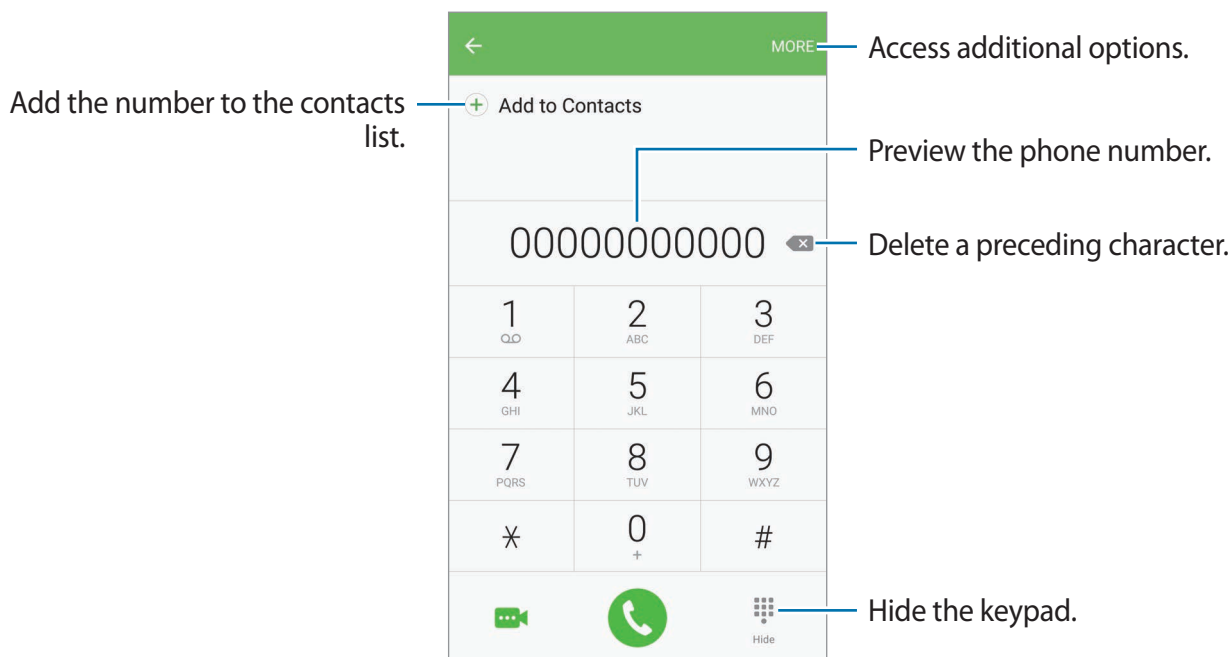 MORE
Access additional options.
Add the number to the contacts
list.
Add to Contacts
Preview the phone number.
00000000000
Delete a preceding character.
1 2 3
ABC DEF
4 5 6
GHI JKL MNO
7 8 9
PQRS TUV WXYZ
* 0 #
+
Hide the keypad.
Hide